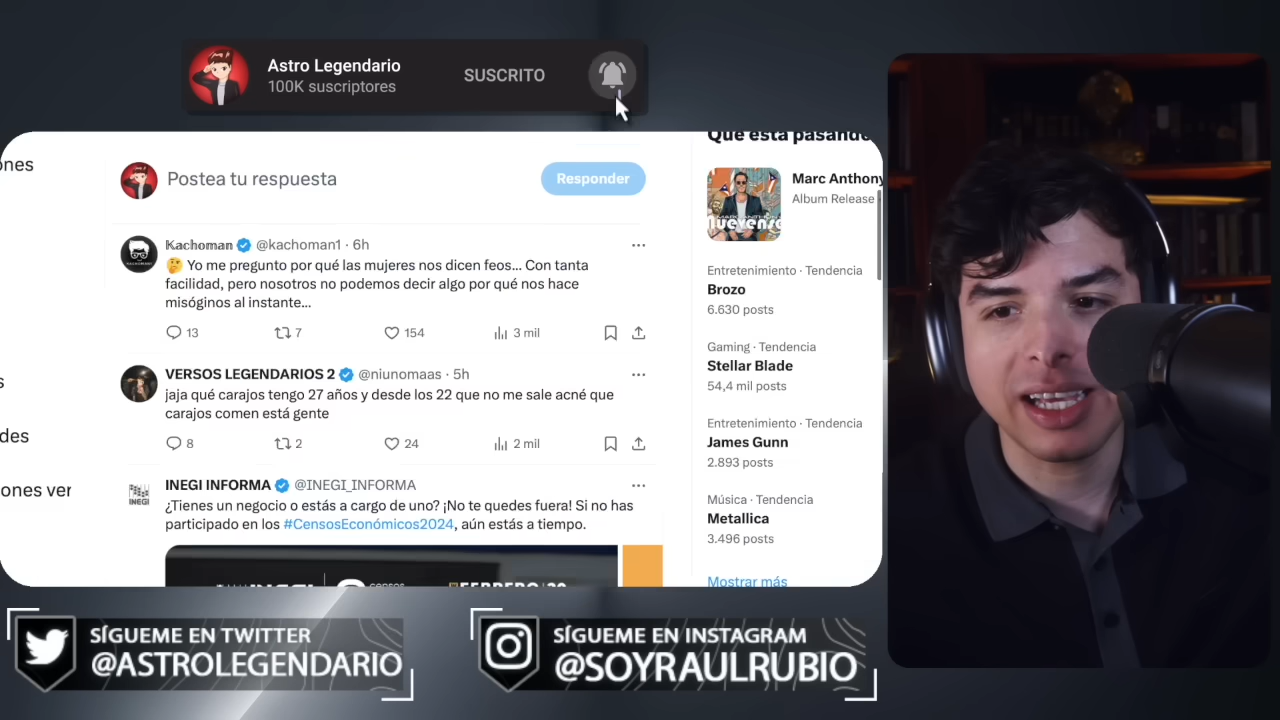 Astro Legendario
100K suscriptores
SUSCRITO
ones
Postea tu respuesta
Responder
Kachoman @kachoman1 · 6h
🤔 Yo me pregunto por qué las mujeres nos dicen feos... Con tanta
facilidad, pero nosotros no podemos decir algo por qué nos hace
misóginos al instante...
13 7 154 3 mil
VERSOS LEGENDARIOS 2 @niunomaas · 5h
jaja qué carajos tengo 27 años y desde los 22 que no me sale acné que
carajos comen está gente
8 2 24 2 mil
INEGI INFORMA @INEGI_INFORMA
¿Tienes un negocio o estás a cargo de uno? ¡No te quedes fuera! Si no has
participado en los #CensosEconómicos2024, aún estás a tiempo.
INEGI
s
des
ones ver
Qué está pasando
Marc Anthony
Album Release
Entretenimiento · Tendencia
Brozo
6.630 posts
Gaming · Tendencia
Stellar Blade
54,4 mil posts
Entretenimiento · Tendencia
James Gunn
2.893 posts
Música · Tendencia
Metallica
3.496 posts
Mostrar más
SÍGUEME EN TWITTER
@ASTROLEGENDARIO
SÍGUEME EN INSTAGRAM
@SOYRAULRUBIO